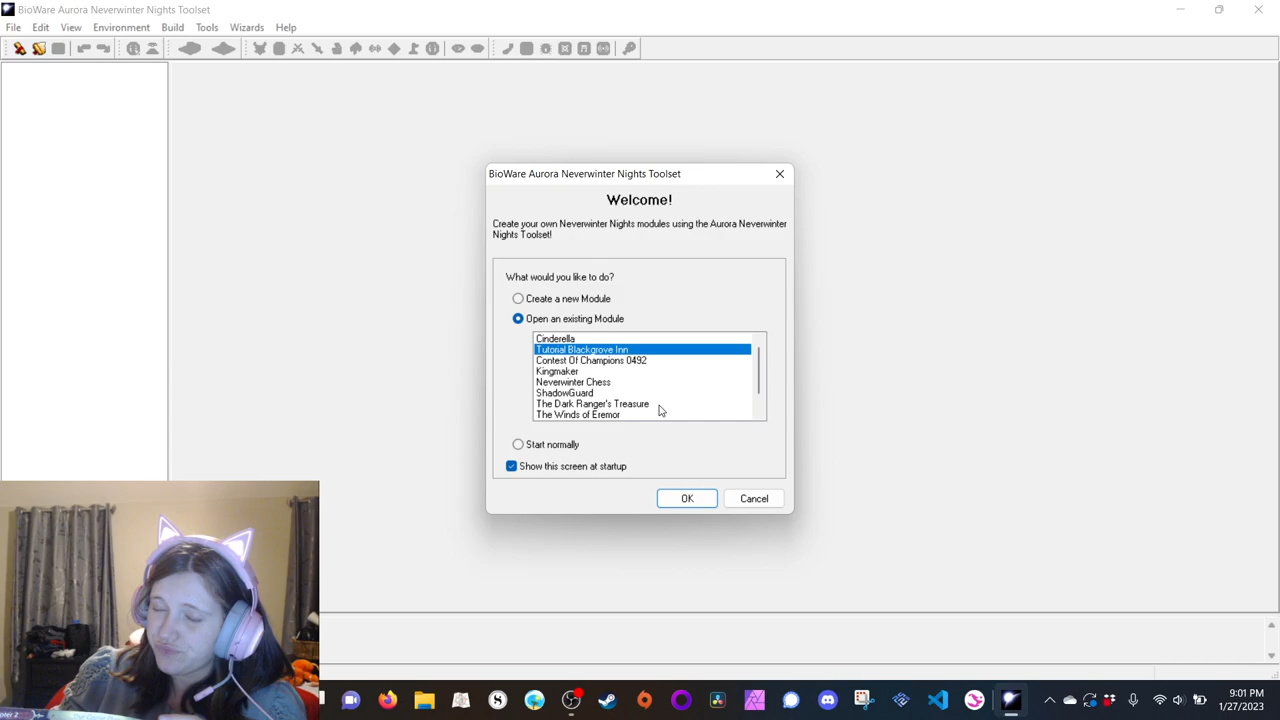 BioWare Aurora Neverwinter Nights Toolset
File Edit View Environment Build Tools Wizards Help
BioWare Aurora Neverwinter Nights Toolset
Welcome!
Create your own Neverwinter Nights modules using the Aurora Neverwinter
Nights Toolset!
What would you like to do?
Create a new Module
Open an existing Module
Cinderella
Tutorial Blackgrove Inn
Contest Of Champions 0492
Kingmaker
Neverwinter Chess
ShadowGuard
The Dark Ranger's Treasure
The Winds of Eremor
Start normally
Show this screen at startup
OK Cancel
9:01 PM
1/27/2023